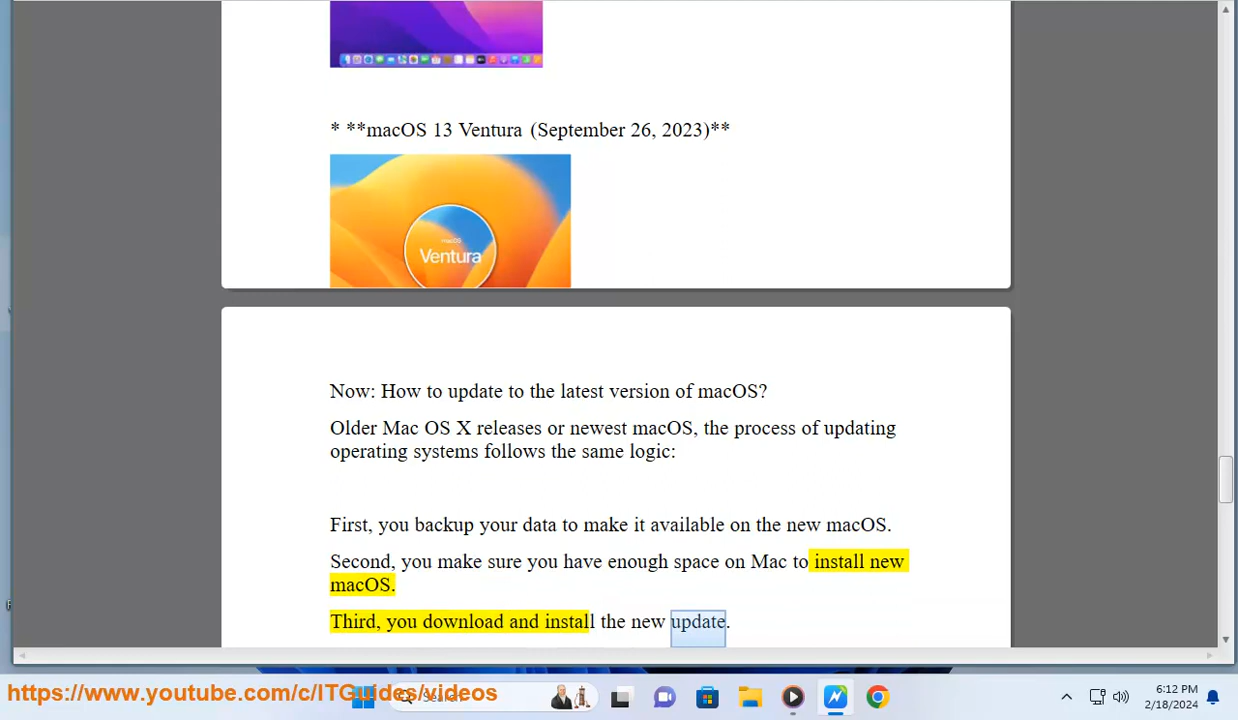 * **macOS 13 Ventura (September 26, 2023)**
macOS
Ventura
Now: How to update to the latest version of macOS?
Older Mac OS X releases or newest macOS, the process of updating
operating systems follows the same logic:
First, you backup your data to make it available on the new macOS.
Second, you make sure you have enough space on Mac to install new
macOS.
Third, you download and install the new update.
https://www.youtube.com/c/ITGuides/videos
Search
6:12 PM
2/18/2024